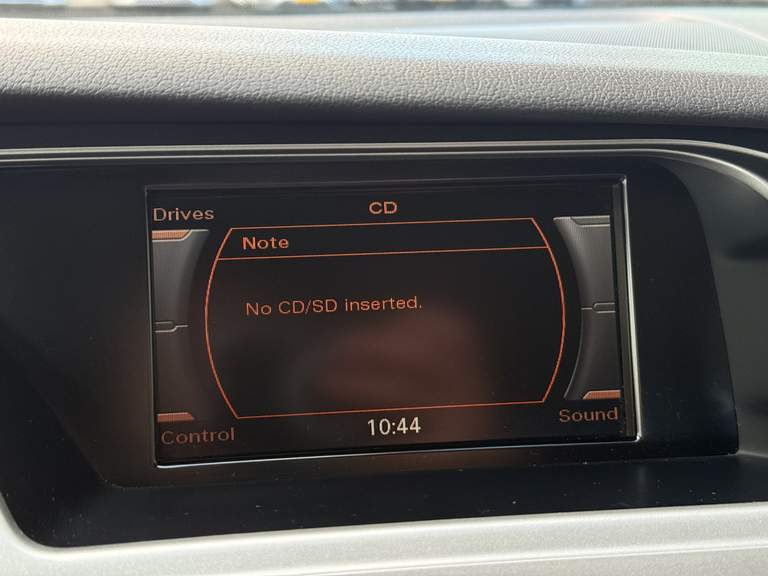 Drives
CD
Note
No CD/SD inserted.
Control
10:44
Sound